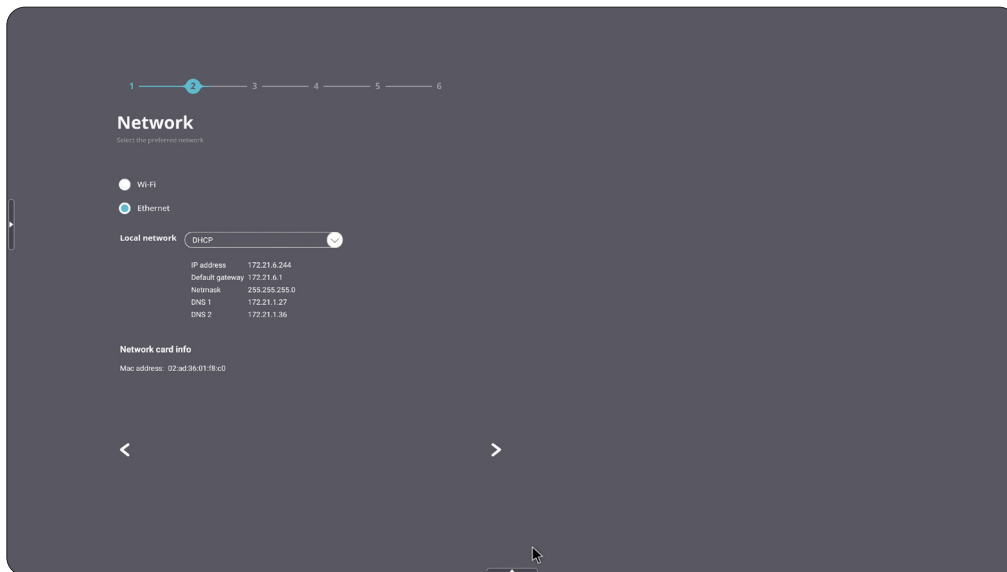 1 2 3 4 5 6
Network
Select the preferred network
Wi-Fi
Ethernet
Local network DHCP
IP address 172.21.6.244
Default gateway 172.21.6.1
Netmask 255.255.255.0
DNS 1 172.21.1.27
DNS 2 172.21.1.36
Network card info
Mac address: 02:ad:36:01:f8:c0